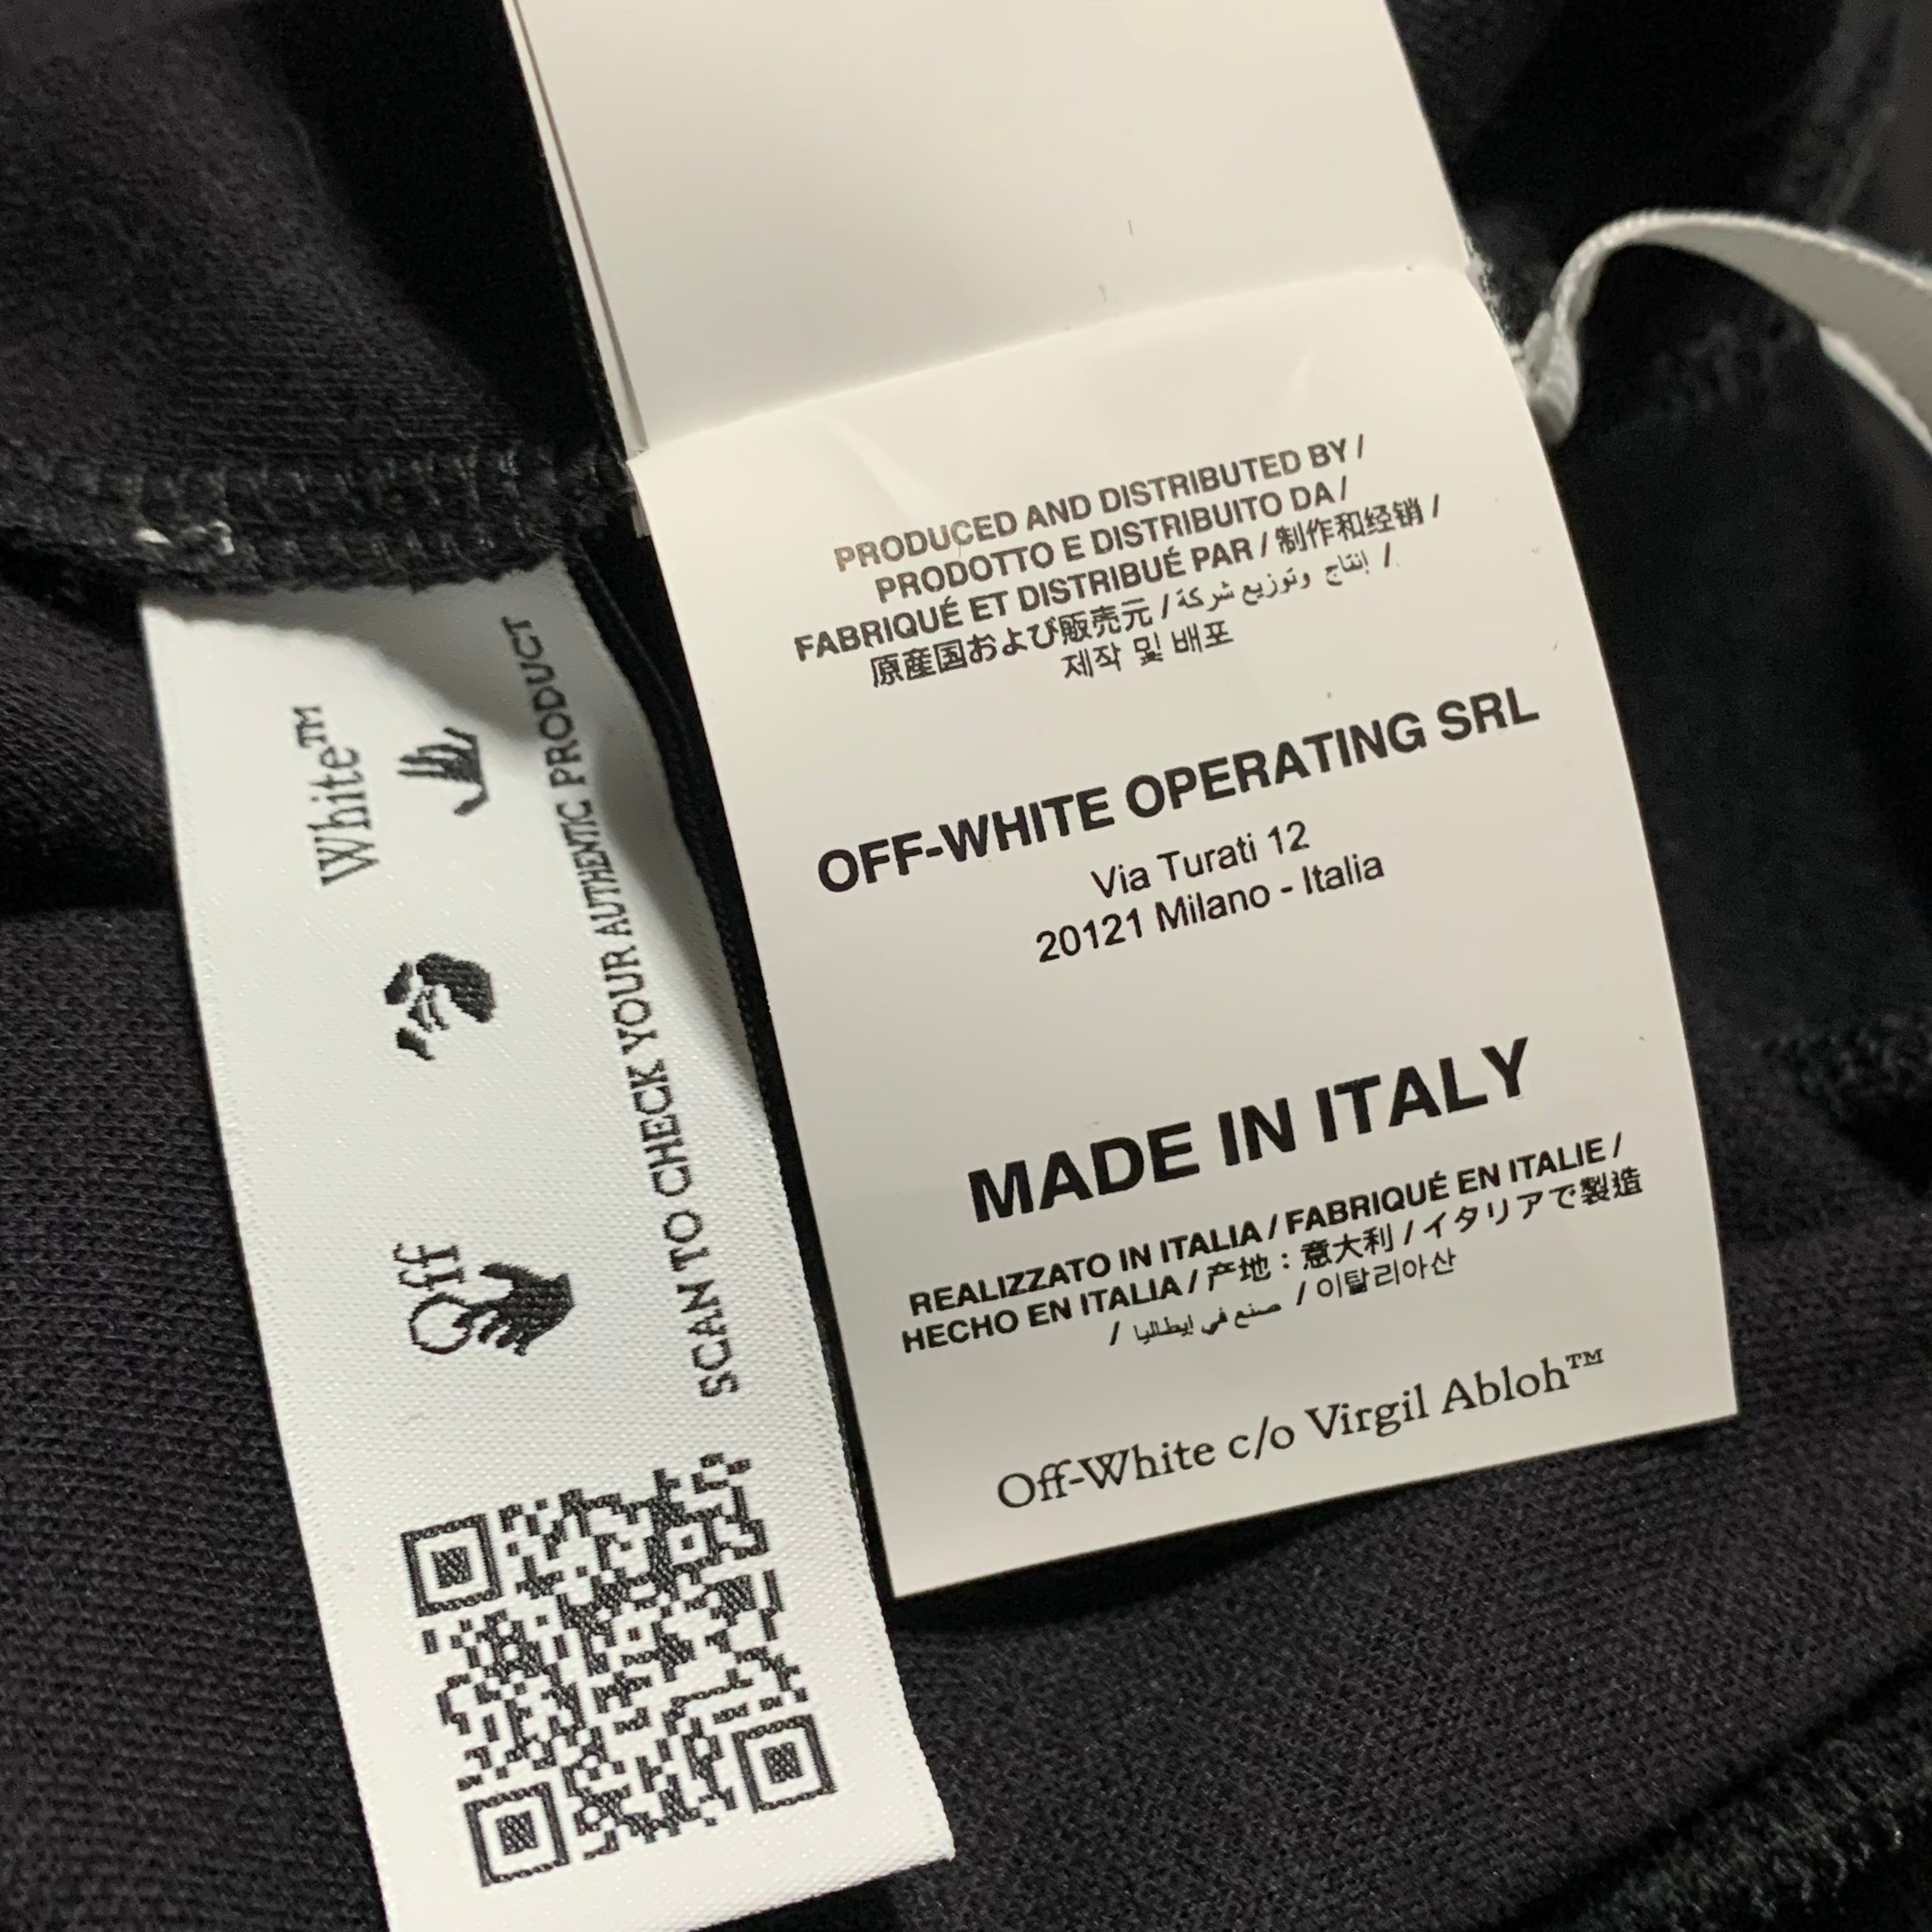 Off
White™
SCAN TO CHECK YOUR AUTHENTIC PRODUCT
PRODUCED AND DISTRIBUTED BY /
PRODOTTO E DISTRIBUITO DA /
FABRIQUÉ ET DISTRIBUÉ PAR / 制作和经销 /
原産国および販売元 / إنتاج وتوزيع شركة /
제작 및 배포
OFF-WHITE OPERATING SRL
Via Turati 12
20121 Milano - Italia
MADE IN ITALY
REALIZZATO IN ITALIA / FABRIQUÉ EN ITALIE /
HECHO EN ITALIA / 产地：意大利 / イタリアで製造
/ صنع في إيطاليا / 이탈리아산
Off-White c/o Virgil Abloh™